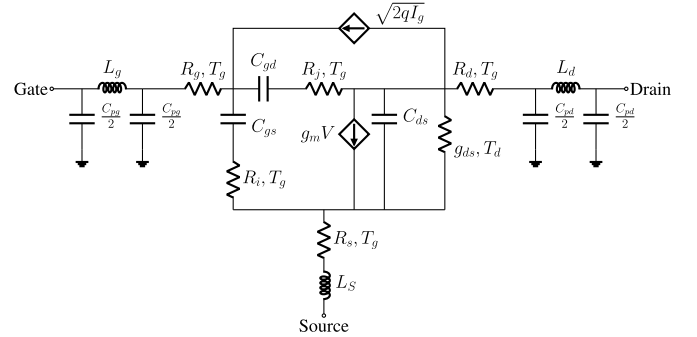 √2qI_g
L_g
R_g, T_g
C_gd
R_j, T_g
R_d, T_g
L_d
Gate
Drain
C_pg/2
C_pg/2
C_gs
g_mV
C_ds
g_ds, T_d
C_pd/2
C_pd/2
R_i, T_g
R_s, T_g
L_S
Source